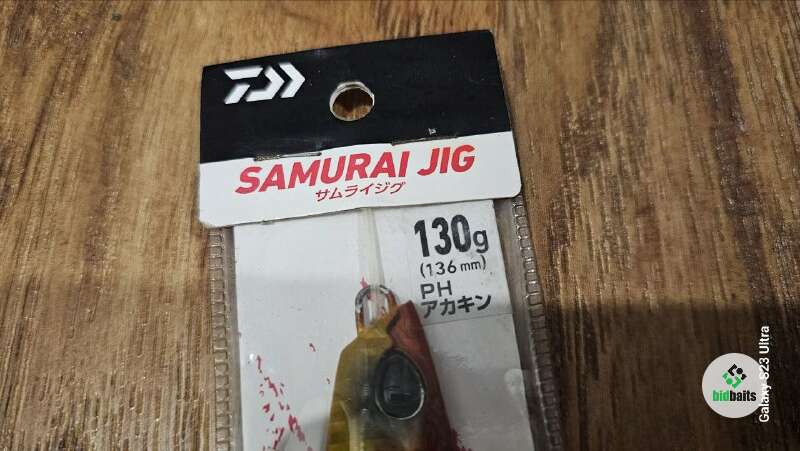 SAMURAI JIG
サムライジグ
130g
(136mm)
PH
アカキン
bidbaits
Galaxy S23 Ultra